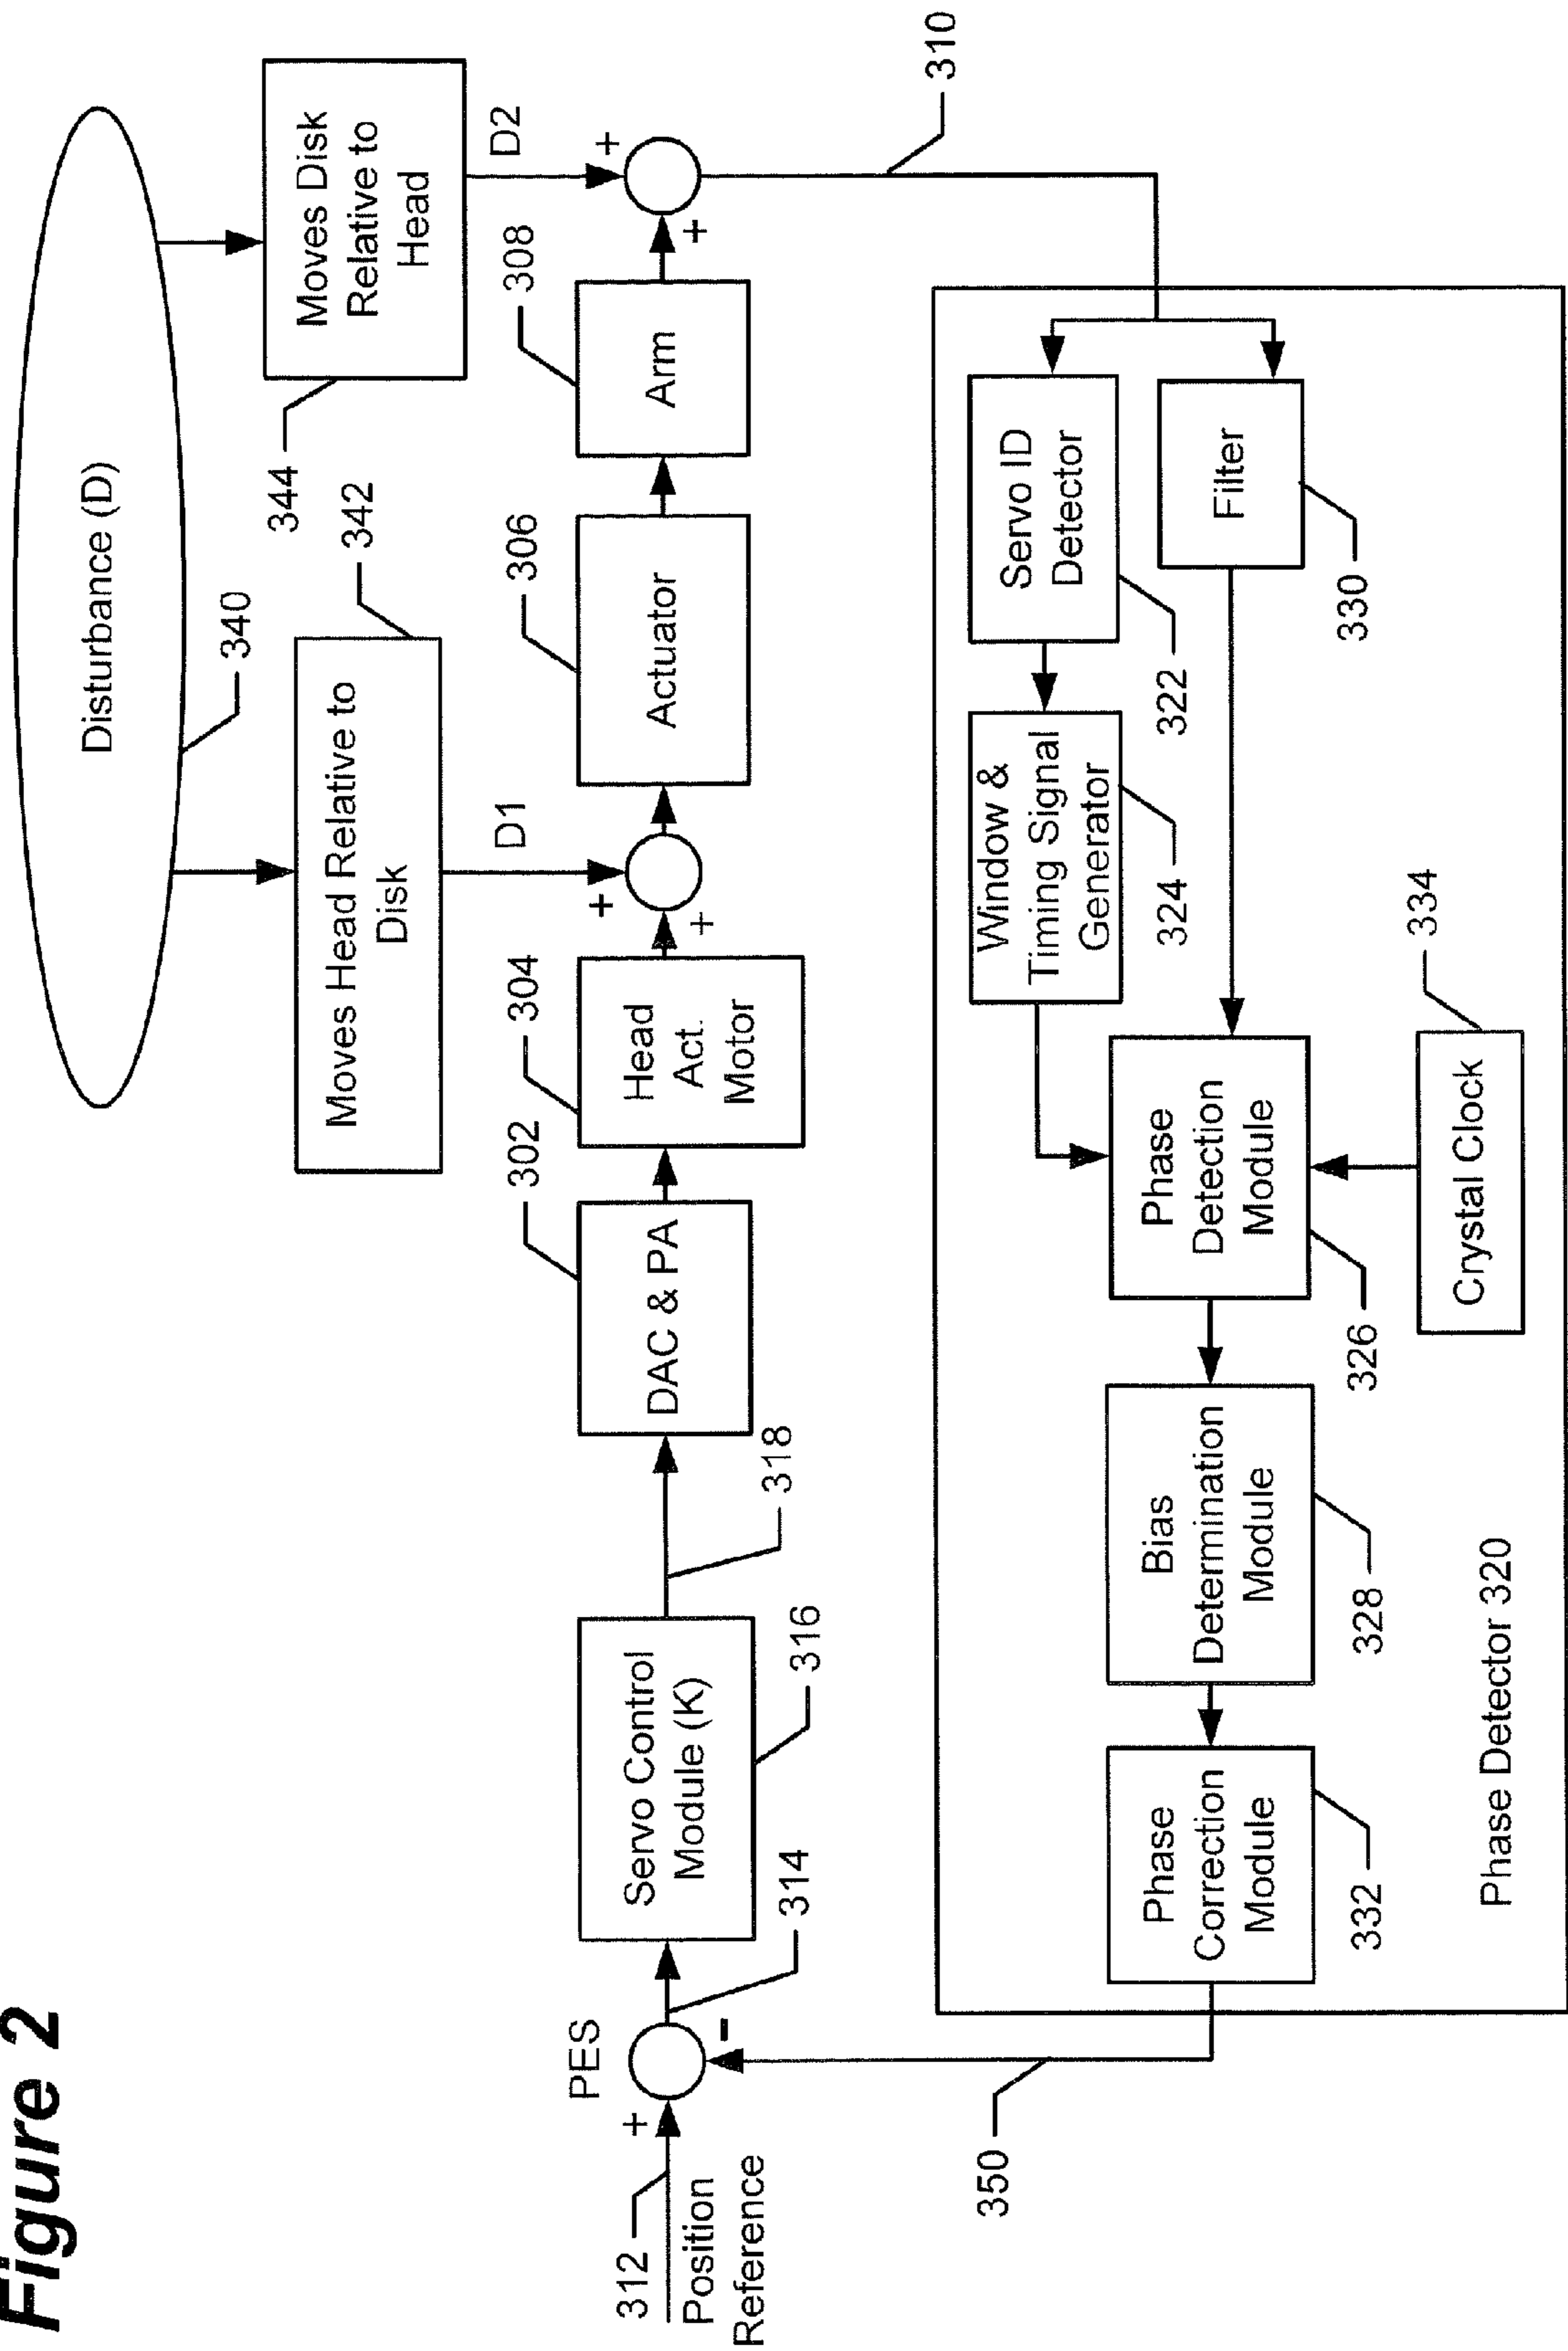 Figure 2
Disturbance (D)
340
342
344
Moves Head Relative to
Disk
Moves Disk
Relative to
Head
D1
D2
PES
+
-
312
Position
Reference
314
Servo Control
Module (K)
316
318
302
DAC & PA
304
Head
Act.
Motor
+
+
306
Actuator
308
Arm
+
+
310
350
Servo ID
Detector
322
Filter
330
Window &
Timing Signal
Generator
324
Phase
Detection
Module
326
Crystal Clock
334
Bias
Determination
Module
328
Phase
Correction
Module
332
Phase Detector 320